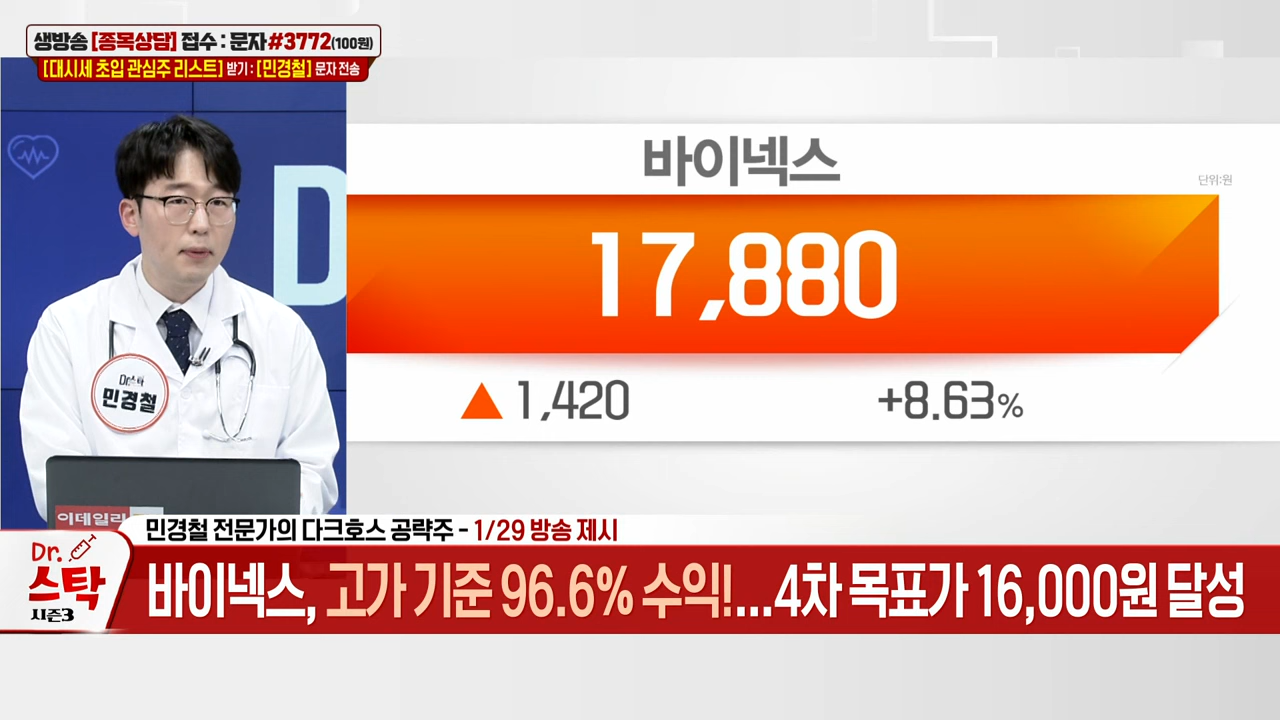 생방송 [종목상담] 접수 : 문자#3772(100원)
[대시세 초입 관심주 리스트] 받기 : [민경철] 문자 전송
바이넥스
단위:원
17,880
▲ 1,420 +8.63%
D
Dr.스탁
민경철
이데일리
민경철 전문가의 다크호스 공략주 - 1/29 방송 제시
Dr.
스탁
시즌3
바이넥스, 고가 기준 96.6% 수익!...4차 목표가 16,000원 달성